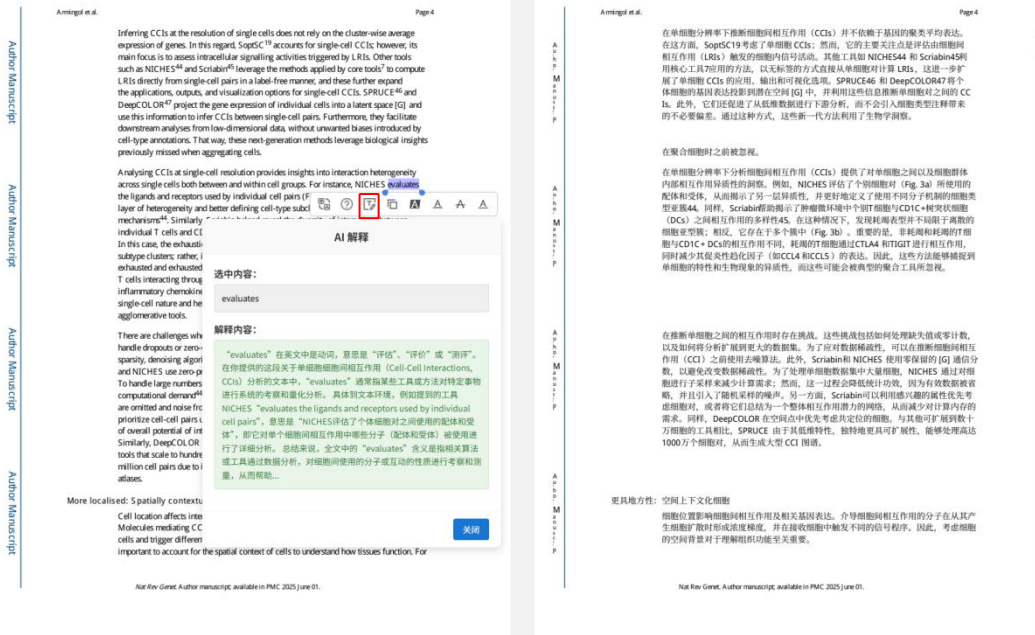 Armingol et al.
Page 4
Author Manuscript
Inferring CCIs at the resolution of single cells does not rely on the cluster-wise average
expression of genes. In this regard, SoptSC19 accounts for single-cell CCIs; however, its
main focus is to assess intracellular signalling activities triggered by LRIs. Other tools
such as NICHES44 and Scriabin45 leverage the methods applied by core tools7 to compute
LRIs directly from single-cell pairs in a label-free manner, and these further expand
the applications, outputs, and visualization options for single-cell CCIs. SPRUCE46 and
DeepCOLOR47 project the gene expression of individual cells into a latent space [G] and
use this information to infer CCIs between single-cell pairs. Furthermore, they facilitate
downstream analyses from low-dimensional data, without unwanted biases introduced by
cell-type annotations. That way, these next-generation methods leverage biological insights
previously missed when aggregating cells.
Author Manuscript
Analysing CCIs at single-cell resolution provides insights into interaction heterogeneity
across single cells both between and within cell groups. For instance, NICHES evaluates
the ligands and receptors used by individual cell pairs (F
layer of heterogeneity and better defining cell-type subcl
mechanisms44. Similarly
individual T cells and CD
In this case, the exhausti
subtype clusters; rather, i
exhausted and exhausted
T cells interacting throug
inflammatory chemokine
single-cell nature and he
agglomerative tools.
Author Manuscript
There are challenges whe
handle dropouts or zero-
sparsity, denoising algori
and NICHES use zero-p
To handle large numbers
computational demand44
are omitted and noise fro
prioritize cell-cell pairs u
of overall potential of int
Similarly, DeepCOLOR
tools that scale to hundre
million cell pairs due to i
atlases.
Author Manuscript
More localised: Spatially contextu
Cell location affects inte
Molecules mediating CC
cells and trigger differen
important to account for the spatial context of cells to understand how tissues function. For
Nat Rev Genet. Author manuscript; available in PMC 2025 June 01.
AI 解释
选中内容:
evaluates
解释内容:
“evaluates” 在英文中是动词，意思是 “评估”、“评价” 或 “测评”。
在你提供的这段关于单细胞细胞间相互作用（Cell-Cell Interactions,
CCIs）分析的文本中，“evaluates” 通常指某些工具或方法对特定事物
进行系统的考察和量化分析。 具体到文本环境，例如提到的工具
NICHES “evaluates the ligands and receptors used by individual
cell pairs”，意思是 “NICHES评估了个体细胞对之间使用的配体和受
体”，即它对单个细胞间相互作用中哪些分子（配体和受体）被使用进
行了详细分析。 总结来说，全文中的 “evaluates” 含义是指相关算法
或工具通过数据分析，对细胞间使用的分子或互动的性质进行考察和测
量，从而帮助...
关闭
Armingol et al.
Page 4
在单细胞分辨率下推断细胞间相互作用（CCIs）并不依赖于基因的聚类平均表达。
在这方面，SoptSC19考虑了单细胞 CCIs；然而，它的主要关注点是评估由细胞间
相互作用（LRIs）触发的细胞内信号活动。其他工具如 NICHES44 和 Scriabin45利
用核心工具7应用的方法，以无标签的方式直接从单细胞对计算 LRIs，这进一步扩
展了单细胞 CCIs 的应用、输出和可视化选项。SPRUCE46 和 DeepCOLOR47将个
体细胞的基因表达投影到潜在空间 [G] 中，并利用这些信息推断单细胞对之间的 CC
Is。此外，它们还促进了从低维数据进行下游分析，而不会引入细胞类型注释带来
的不必要偏差。通过这种方式，这些新一代方法利用了生物学洞察。
在聚合细胞时之前被忽视。
在单细胞分辨率下分析细胞间相互作用（CCIs）提供了对单细胞之间以及细胞群体
内部相互作用异质性的洞察。例如，NICHES 评估了个别细胞对（Fig. 3a）所使用的
配体和受体，从而揭示了另一层异质性，并更好地定义了使用不同分子机制的细胞类
型亚簇44。同样，Scriabin帮助揭示了肿瘤微环境中个别T细胞与CD1C+树突状细胞
（DCs）之间相互作用的多样性45。在这种情况下，发现耗竭表型并不局限于离散的
细胞亚型簇；相反，它存在于多个簇中（Fig. 3b）。重要的是，非耗竭和耗竭的T细
胞与CD1C + DCs的相互作用不同，耗竭的T细胞通过CTLA4 和TIGIT 进行相互作用，
同时减少其促炎性趋化因子（如CCL4 和CCL5 ）的表达。因此，这些方法能够捕捉到
单细胞的特性和生物现象的异质性，而这些可能会被典型的聚合工具所忽视。
在推断单细胞之间的相互作用时存在挑战。这些挑战包括如何处理缺失值或零计数，
以及如何将分析扩展到更大的数据集。为了应对数据稀疏性，可以在推断细胞间相互
作用（CCI）之前使用去噪算法。此外，Scriabin和 NICHES 使用零保留的 [G] 通信分
数，以避免改变数据稀疏性。为了处理单细胞数据集中大量细胞，NICHES 通过对细
胞进行子采样来减少计算需求；然而，这一过程会降低统计功效，因为有效数据被省
略，并且引入了随机采样的噪声。另一方面，Scriabin可以利用感兴趣的属性优先考
虑细胞对，或者将它们总结为一个整体相互作用潜力的网络，从而减少对计算内存的
需求。同样，DeepCOLOR 在空间点中优先考虑共定位的细胞。与其他可扩展到数十
万细胞的工具相比，SPRUCE 由于其低维特性，独特地更具可扩展性，能够处理高达
1000万个细胞对，从而生成大型 CCI 图谱。
更具地方性：空间上下文化细胞
细胞位置影响细胞间相互作用及相关基因表达。介导细胞间相互作用的分子在从其产
生细胞扩散时形成浓度梯度，并在接收细胞中触发不同的信号程序。因此，考虑细胞
的空间背景对于理解组织功能至关重要。
Nat Rev Genet. Author manuscript; available in PMC 2025 June 01.